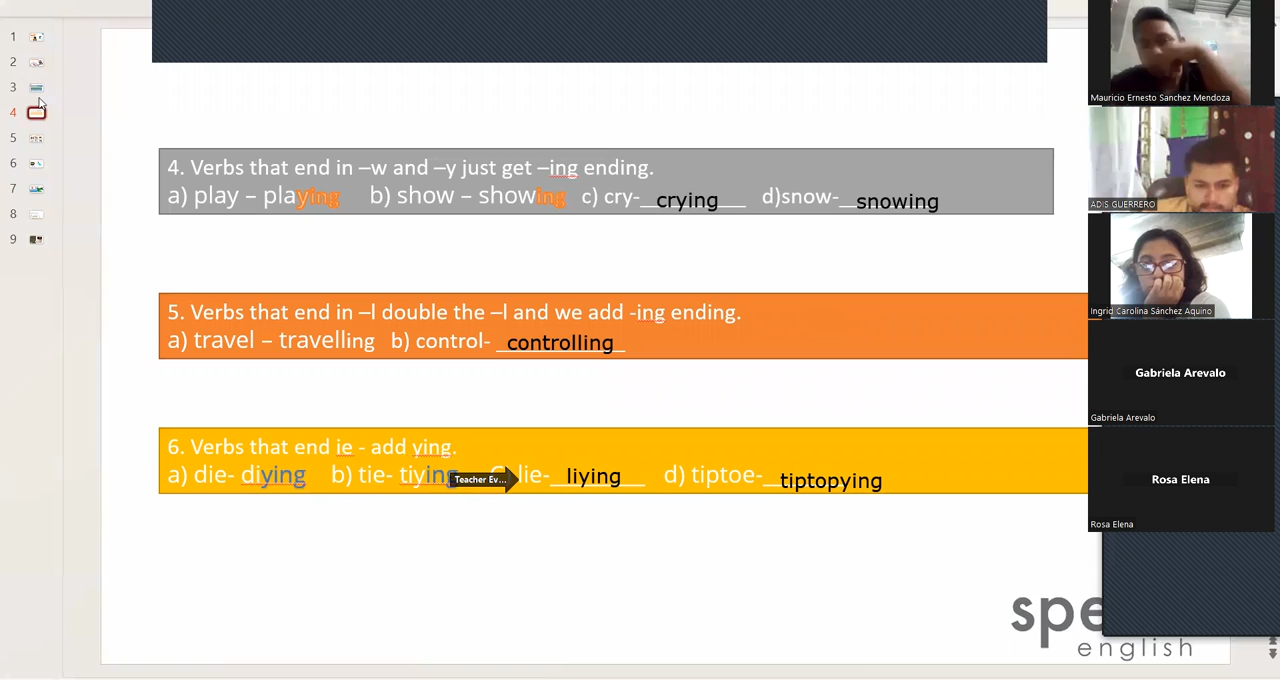 1
2
3
4
5
6
7
8
9
4. Verbs that end in –w and –y just get –ing ending.
a) play – playing b) show – showing c) cry- crying d)snow- snowing
5. Verbs that end in –l double the –l and we add -ing ending.
a) travel – travelling b) control- controlling
6. Verbs that end ie - add ying.
a) die- diying b) tie- tiying lie- liying d) tiptoe- tiptopying
Teacher Ev...
english
Mauricio Ernesto Sanchez Mendoza
ADIS GUERRERO
Ingrid Carolina Sánchez Aquino
Gabriela Arevalo
Gabriela Arevalo
Rosa Elena
Rosa Elena